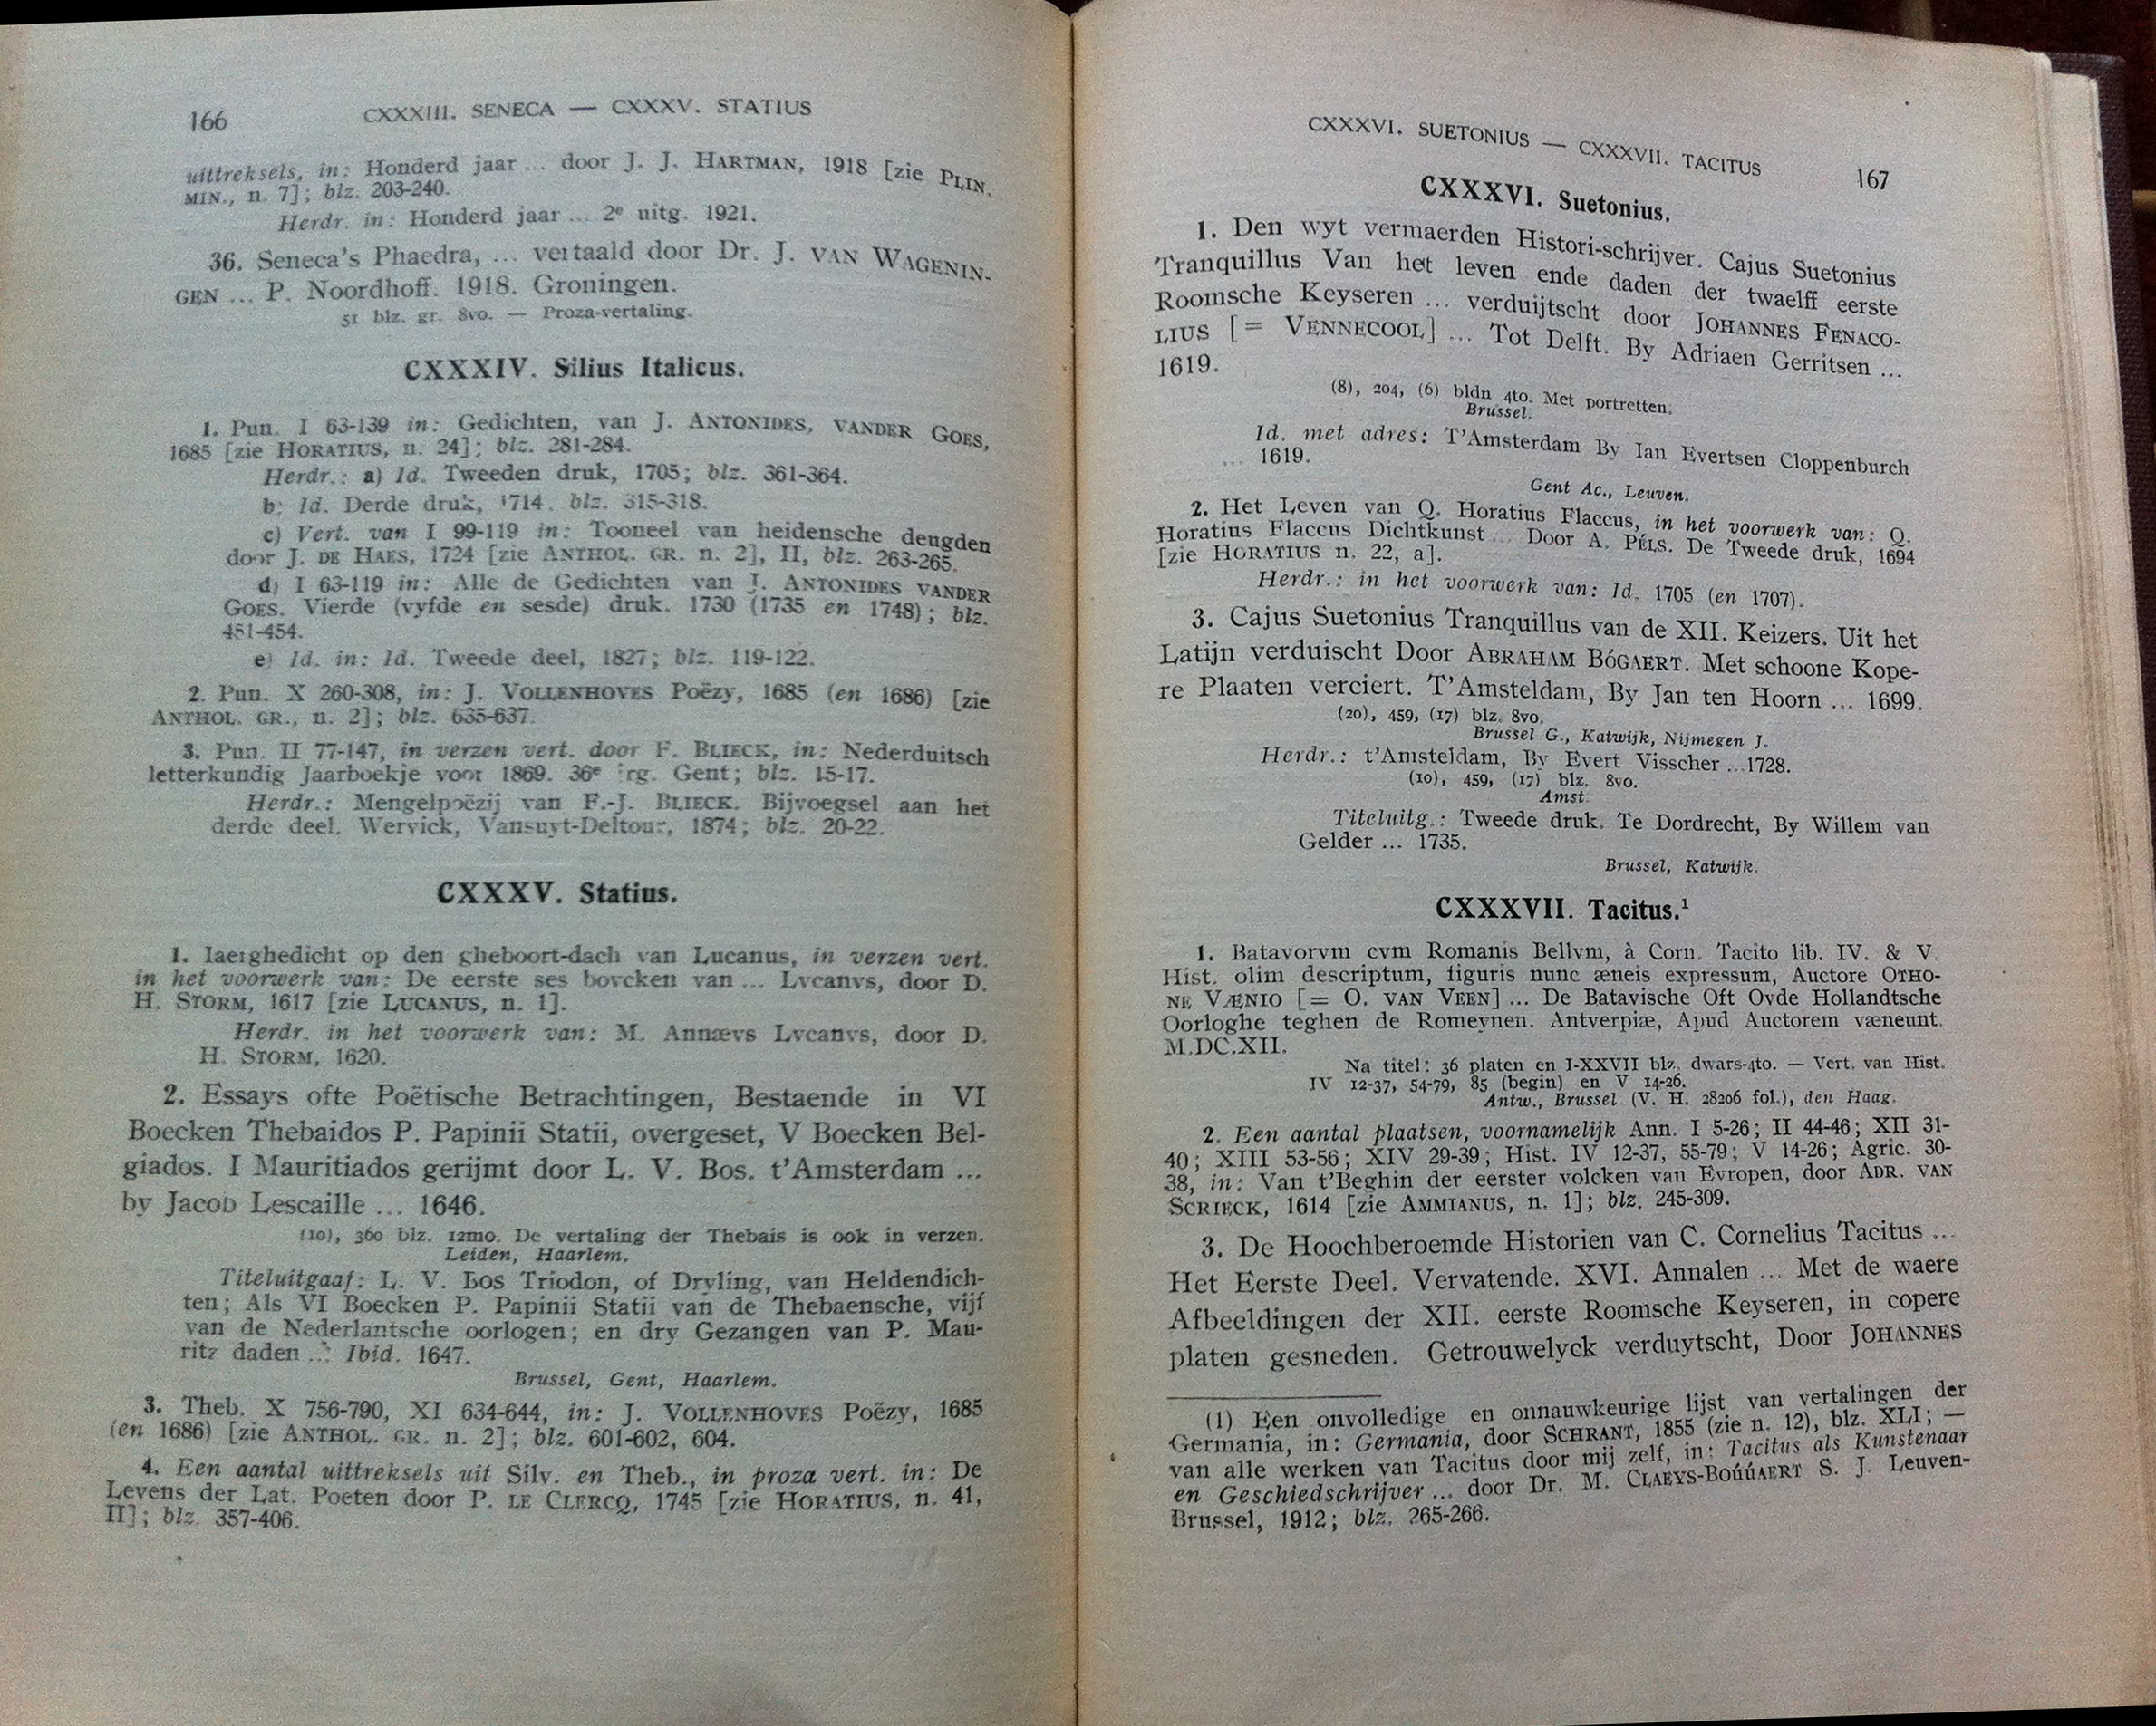 166 CXXXIII. SENECA — CXXXV. STATIUS
uittreksels, in: Honderd jaar ... door J. J. HARTMAN, 1918 [zie PLIN.
MIN., n. 7]; blz. 203-240.
Herdr. in: Honderd jaar ... 2e uitg. 1921.
36. Seneca's Phaedra, ... vertaald door Dr. J. VAN WAGENIN-
GEN ... P. Noordhoff. 1918. Groningen.
51 blz. gr. 8vo. — Proza-vertaling.
CXXXIV. Silius Italicus.
1. Pun. I 63-139 in: Gedichten, van J. ANTONIDES, VANDER GOES,
1685 [zie HORATIUS, n. 24]; blz. 281-284.
Herdr.: a) Id. Tweeden druk, 1705; blz. 361-364.
b) Id. Derde druk, 1714. blz. 315-318.
c) Vert. van I 99-119 in: Tooneel van heidensche deugden
door J. DE HAES, 1724 [zie ANTHOL. GR. n. 2], II, blz. 263-265.
d) I 63-119 in: Alle de Gedichten van J. ANTONIDES VANDER
GOES. Vierde (vyfde en sesde) druk. 1730 (1735 en 1748); blz.
451-454.
e) Id. in: Id. Tweede deel, 1827; blz. 119-122.
2. Pun. X 260-308, in: J. VOLLENHOVES Poëzy, 1685 (en 1686) [zie
ANTHOL. GR., n. 2]; blz. 635-637.
3. Pun. II 77-147, in verzen vert. door F. BLIECK, in: Nederduitsch
letterkundig Jaarboekje voor 1869. 36e jrg. Gent; blz. 15-17.
Herdr.: Mengelpoëzij van F.-J. BLIECK. Bijvoegsel aan het
derde deel. Wervick, Vansuyt-Deltour, 1874; blz. 20-22.
CXXXV. Statius.
1. Iaerghedicht op den gheboort-dach van Lucanus, in verzen vert.
in het voorwerk van: De eerste ses boecken van ... Lvcanvs, door D.
H. STORM, 1617 [zie LUCANUS, n. 1].
Herdr. in het voorwerk van: M. Annævs Lvcanvs, door D.
H. STORM, 1620.
2. Essays ofte Poëtische Betrachtingen, Bestaende in VI
Boecken Thebaidos P. Papinii Statii, overgeset, V Boecken Bel-
giados. I Mauritiados gerijmt door L. V. Bos. t'Amsterdam ...
by Jacob Lescaille ... 1646.
(10), 360 blz. 12mo. De vertaling der Thebais is ook in verzen.
Leiden, Haarlem.
Titeluitgaaf: L. V. Bos Triodon, of Dryling, van Heldendich-
ten; Als VI Boecken P. Papinii Statii van de Thebaensche, vijf
van de Nederlantsche oorlogen; en dry Gezangen van P. Mau-
ritz daden ... Ibid. 1647.
Brussel, Gent, Haarlem.
3. Theb. X 756-790, XI 634-644, in: J. VOLLENHOVES Poëzy, 1685
(en 1686) [zie ANTHOL. GR. n. 2]; blz. 601-602, 604.
4. Een aantal uittreksels uit Silv. en Theb., in proza vert. in: De
Levens der Lat. Poeten door P. LE CLERCQ, 1745 [zie HORATIUS, n. 41,
II]; blz. 357-406.
CXXXVI. SUETONIUS — CXXXVII. TACITUS 167
CXXXVI. Suetonius.
1. Den wyt vermaerden Histori-schrijver. Cajus Suetonius
Tranquillus Van het leven ende daden der twaelff eerste
Roomsche Keyseren ... verduijtscht door JOHANNES FENACO-
LIUS [= VENNECOOL] ... Tot Delft. By Adriaen Gerritsen ...
1619.
(8), 204, (6) bldn 4to. Met portretten.
Brussel.
Id. met adres: T'Amsterdam By Ian Evertsen Cloppenburch
... 1619.
Gent Ac., Leuven.
2. Het Leven van Q. Horatius Flaccus, in het voorwerk van: Q.
Horatius Flaccus Dichtkunst ... Door A. PÉLS. De Tweede druk, 1694
[zie HORATIUS n. 22, a].
Herdr.: in het voorwerk van: Id. 1705 (en 1707).
3. Cajus Suetonius Tranquillus van de XII. Keizers. Uit het
Latijn verduischt Door ABRAHAM BÓGAERT. Met schoone Kope-
re Plaaten verciert. T'Amsteldam, By Jan ten Hoorn ... 1699.
(20), 459, (17) blz. 8vo.
Brussel G., Katwijk, Nijmegen J.
Herdr.: t'Amsteldam, By Evert Visscher ...1728.
(10), 459, (17) blz. 8vo.
Amst.
Titeluitg.: Tweede druk. Te Dordrecht, By Willem van
Gelder ... 1735.
Brussel, Katwijk.
CXXXVII. Tacitus.1
1. Batavorvm cvm Romanis Bellvm, à Corn. Tacito lib. IV. & V.
Hist. olim descriptum, figuris nunc æneis expressum, Auctore OTHO-
NE VÆNIO [= O. VAN VEEN] ... De Batavische Oft Ovde Hollandtsche
Oorloghe teghen de Romeynen. Antverpiæ, Apud Auctorem væneunt.
M.DC.XII.
Na titel: 36 platen en I-XXVII blz. dwars-4to. — Vert. van Hist.
IV 12-37, 54-79, 85 (begin) en V 14-26.
Antw., Brussel (V. H. 28206 fol.), den Haag.
2. Een aantal plaatsen, voornamelijk Ann. I 5-26; II 44-46; XII 31-
40; XIII 53-56; XIV 29-39; Hist. IV 12-37, 55-79; V 14-26; Agric. 30-
38, in: Van t'Beghin der eerster volcken van Evropen, door ADR. VAN
SCRIECK, 1614 [zie AMMIANUS, n. 1]; blz. 245-309.
3. De Hoochberoemde Historien van C. Cornelius Tacitus ...
Het Eerste Deel. Vervatende. XVI. Annalen ... Met de waere
Afbeeldingen der XII. eerste Roomsche Keyseren, in copere
platen gesneden. Getrouwelyck verduytscht, Door JOHANNES
(1) Een onvolledige en onnauwkeurige lijst van vertalingen der
Germania, in: Germania, door SCHRANT, 1855 (zie n. 12), blz. XLI; —
van alle werken van Tacitus door mij zelf, in: Tacitus als Kunstenaar
en Geschiedschrijver ... door Dr. M. CLAEYS-BOÚÚAERT S. J. Leuven-
Brussel, 1912; blz. 265-266.